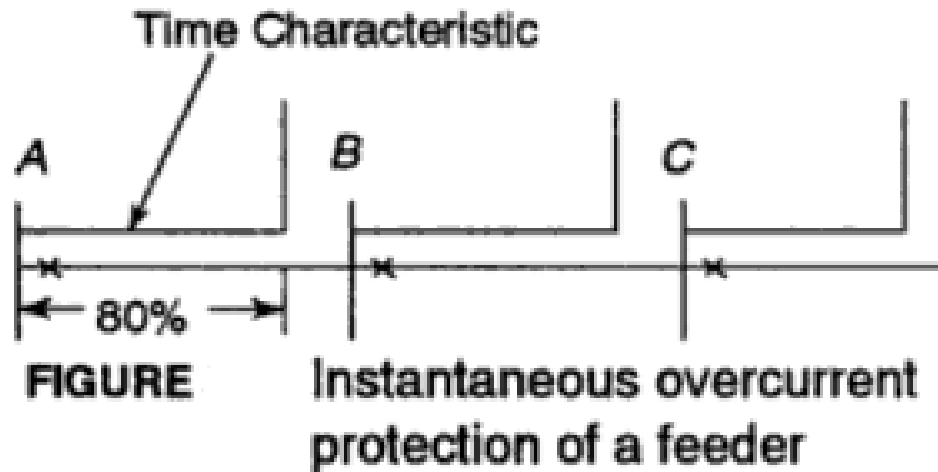 Time Characteristic
A B C
80%
FIGURE Instantaneous overcurrent
protection of a feeder